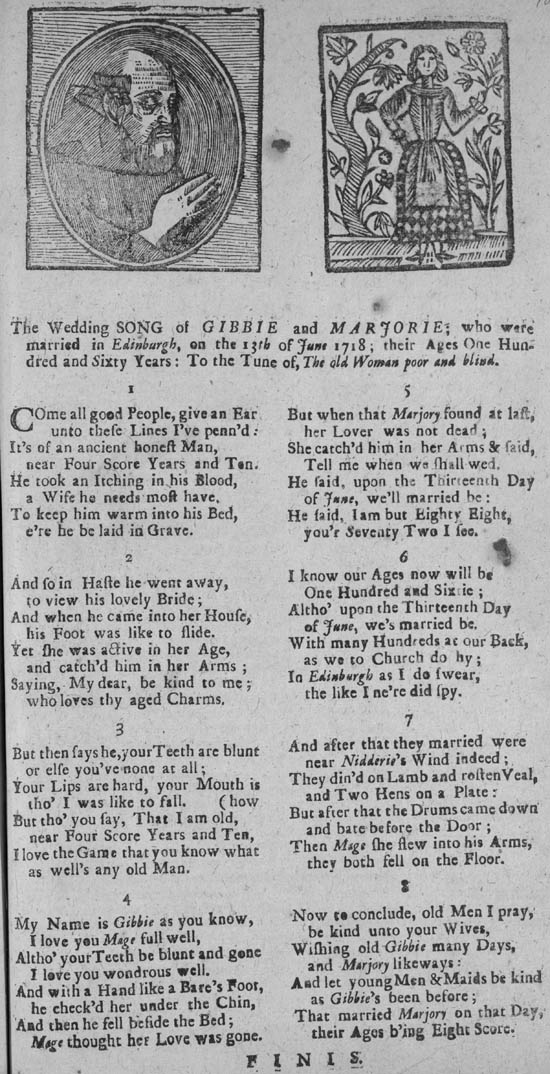 The Wedding SONG of GIBBIE and MARJORIE; who were
married in Edinburgh, on the 13th of June 1718; their Ages One Hun-
dred and Sixty Years: To the Tune of, The old Woman poor and blind.
1
COme all good People, give an Ear
unto theſe Lines I've penn'd:
It's of an ancient honeſt Man,
near Four Score Years and Ten.
He took an Itching in his Blood,
a Wife he needs moſt have,
To keep him warm into his Bed,
e're he be laid in Grave.
2
And ſo in Haſte he went away,
to view his lovely Bride;
And when he came into her Houſe,
his Foot was like to ſlide.
Yet ſhe was active in her Age,
and catch'd him in her Arms;
Saying, My dear, be kind to me;
who loves thy aged Charms.
3
But then ſays he, your Teeth are blunt
or elſe you've none at all;
Your Lips are hard, your Mouth is
tho' I was like to fall. (how
But tho' you ſay, That I am old,
near Four Score Years and Ten,
I love the Game that you know what
as well's any old Man.
4
My Name is Gibbie as you know,
I love you Mage full well,
Altho' your Teeth be blunt and gone
I love you wondrous well.
And with a Hand like a Bare's Foot,
he check'd her under the Chin,
And then he fell beſide the Bed;
Mage thought her Love was gone.
5
But when that Marjory found at laſt,
her Lover was not dead;
She catch'd him in her Arms & ſaid,
Tell me when we ſhall wed.
He ſaid, upon the Thirteenth Day
of June, we'll married be:
He ſaid, I am but Eighty Eight,
you'r Seventy Two I ſee.
6
I know our Ages now will be
One Hundred and Sixtie;
Altho' upon the Thirteenth Day
of June, we's married be.
With many Hundreds at our Back,
as we to Church do hy;
In Edinburgh as I do ſwear,
the like I ne're did ſpy.
7
And after that they married were
near Nidderie's Wind indeed;
They din'd on Lamb and roſten Veal,
and Two Hens on a Plate:
But after that the Drums came down
and bate before the Door;
Then Mage ſhe flew into his Arms,
they both fell on the Floor.
8
Now to conclude, old Men I pray,
be kind unto your Wives,
Wiſhing old Gibbie many Days,
and Marjory likeways:
And let young Men & Maids be kind
as Gibbie's been before;
That married Marjory on that Day,
their Ages b'ing Eight Score.
FINIS.